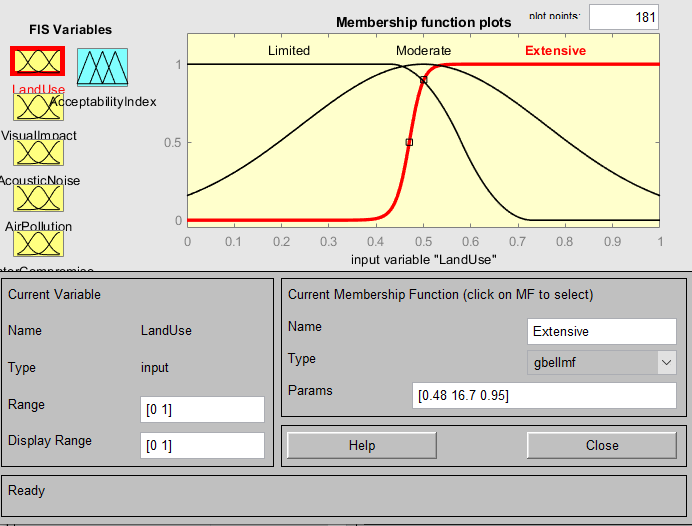 FIS Variables
LandUse
AcceptabilityIndex
VisualImpact
AcousticNoise
AirPollution
Membership function plots
plot points:
181
Limited
Moderate
Extensive
1
0.5
0
0 0.1 0.2 0.3 0.4 0.5 0.6 0.7 0.8 0.9 1
input variable "LandUse"
Current Variable
Name LandUse
Type input
Range [0 1]
Display Range [0 1]
Current Membership Function (click on MF to select)
Name Extensive
Type gbellmf
Params [0.48 16.7 0.95]
Help
Close
Ready